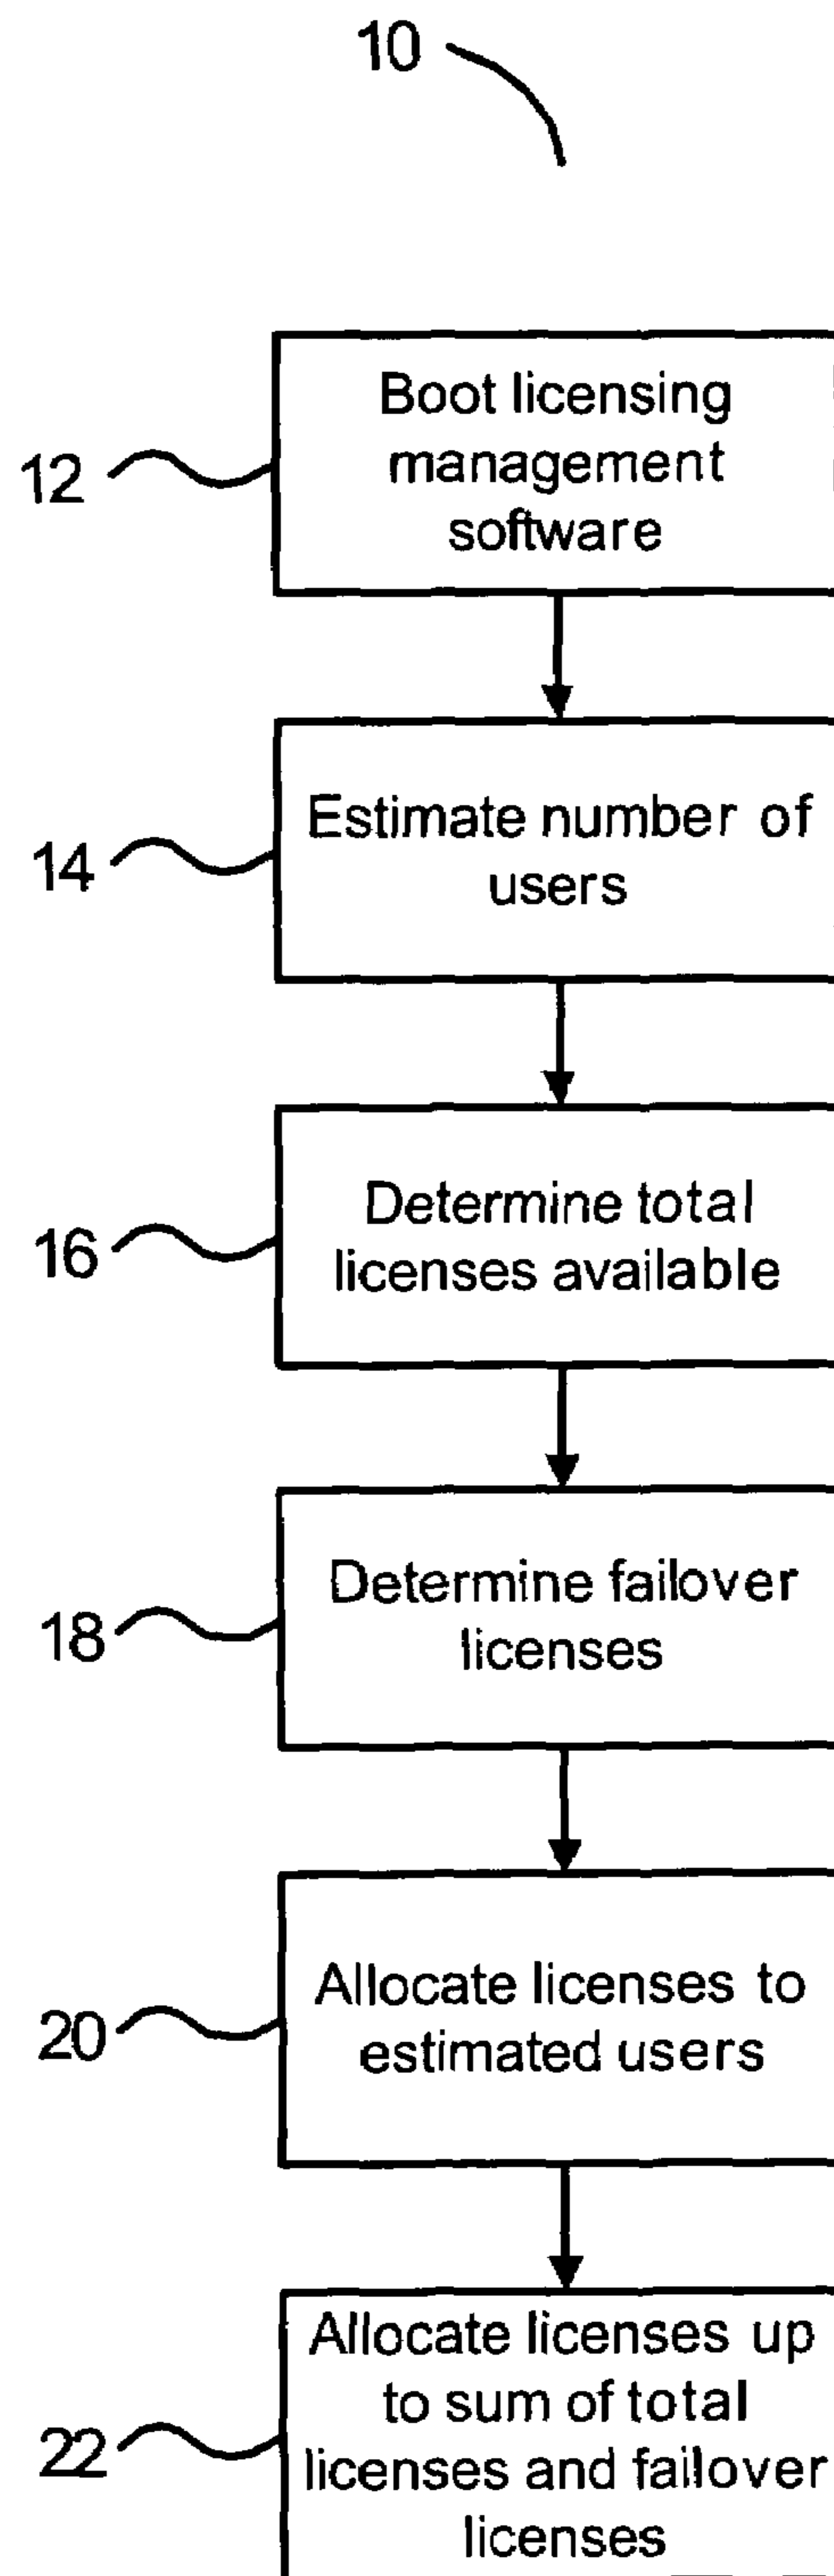 10
12
Boot licensing
management
software
14
Estimate number of
users
16
Determine total
licenses available
18
Determine failover
licenses
20
Allocate licenses to
estimated users
22
Allocate licenses up
to sum of total
licenses and failover
licenses